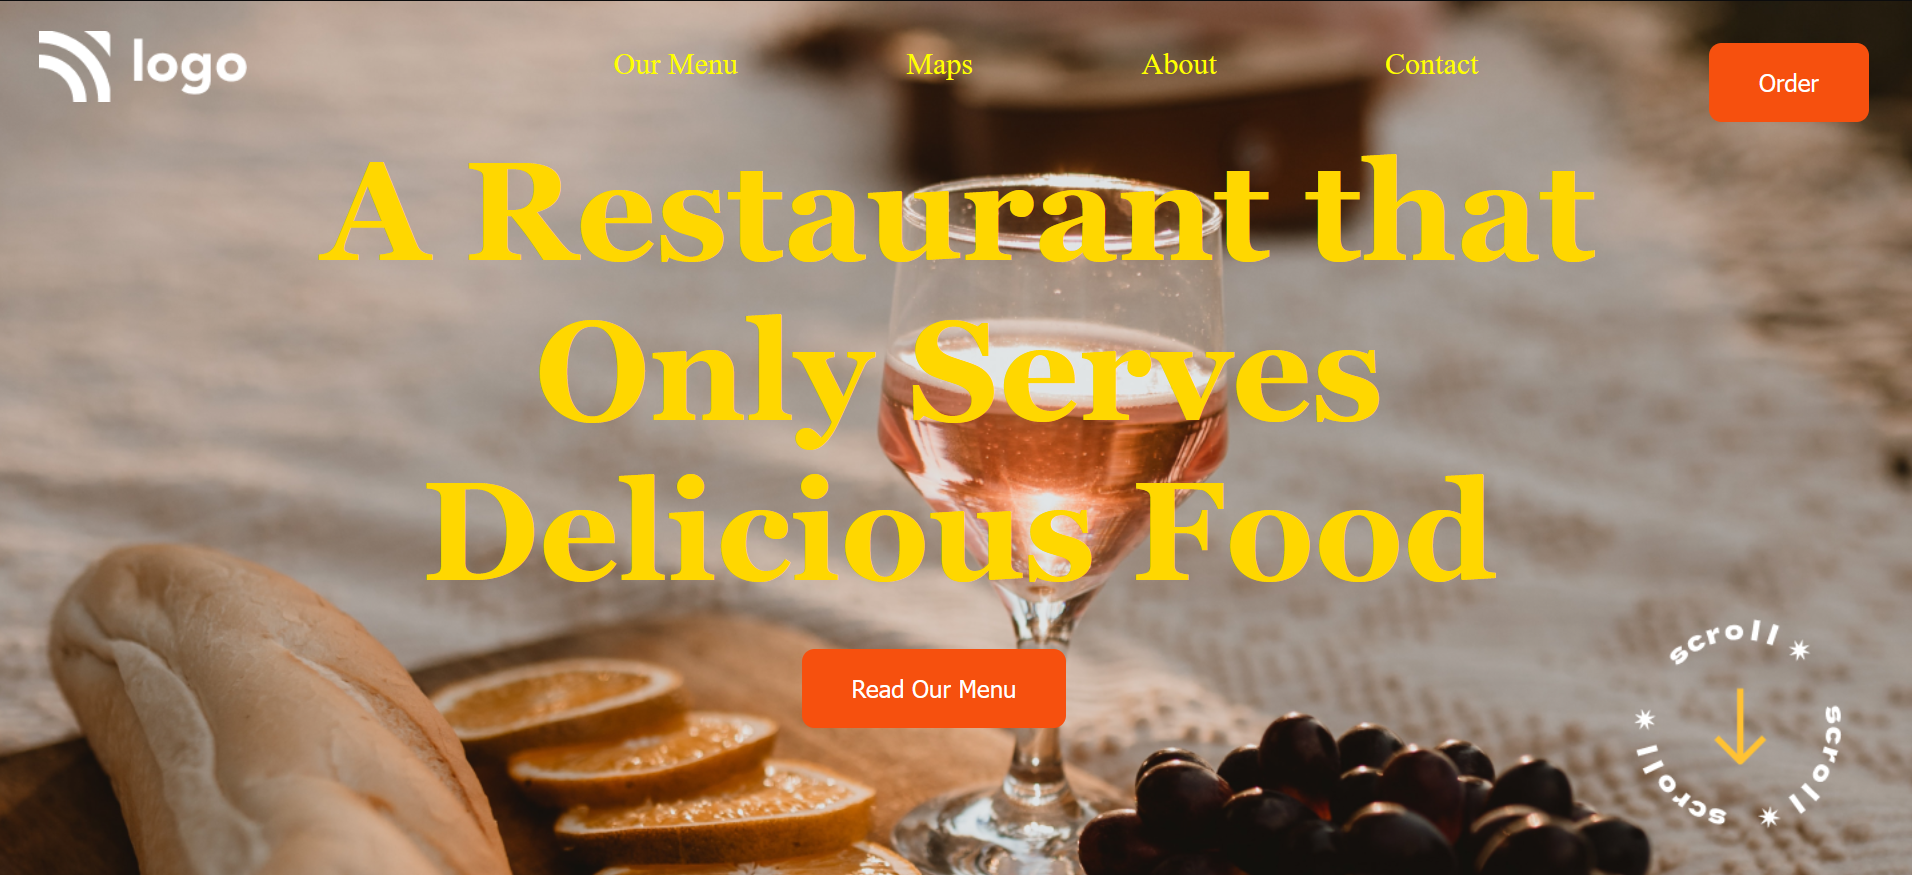 logo
Our Menu
Maps
About
Contact
Order
A Restaurant that
Only Serves
Delicious Food
Read Our Menu
scroll
scroll
scroll